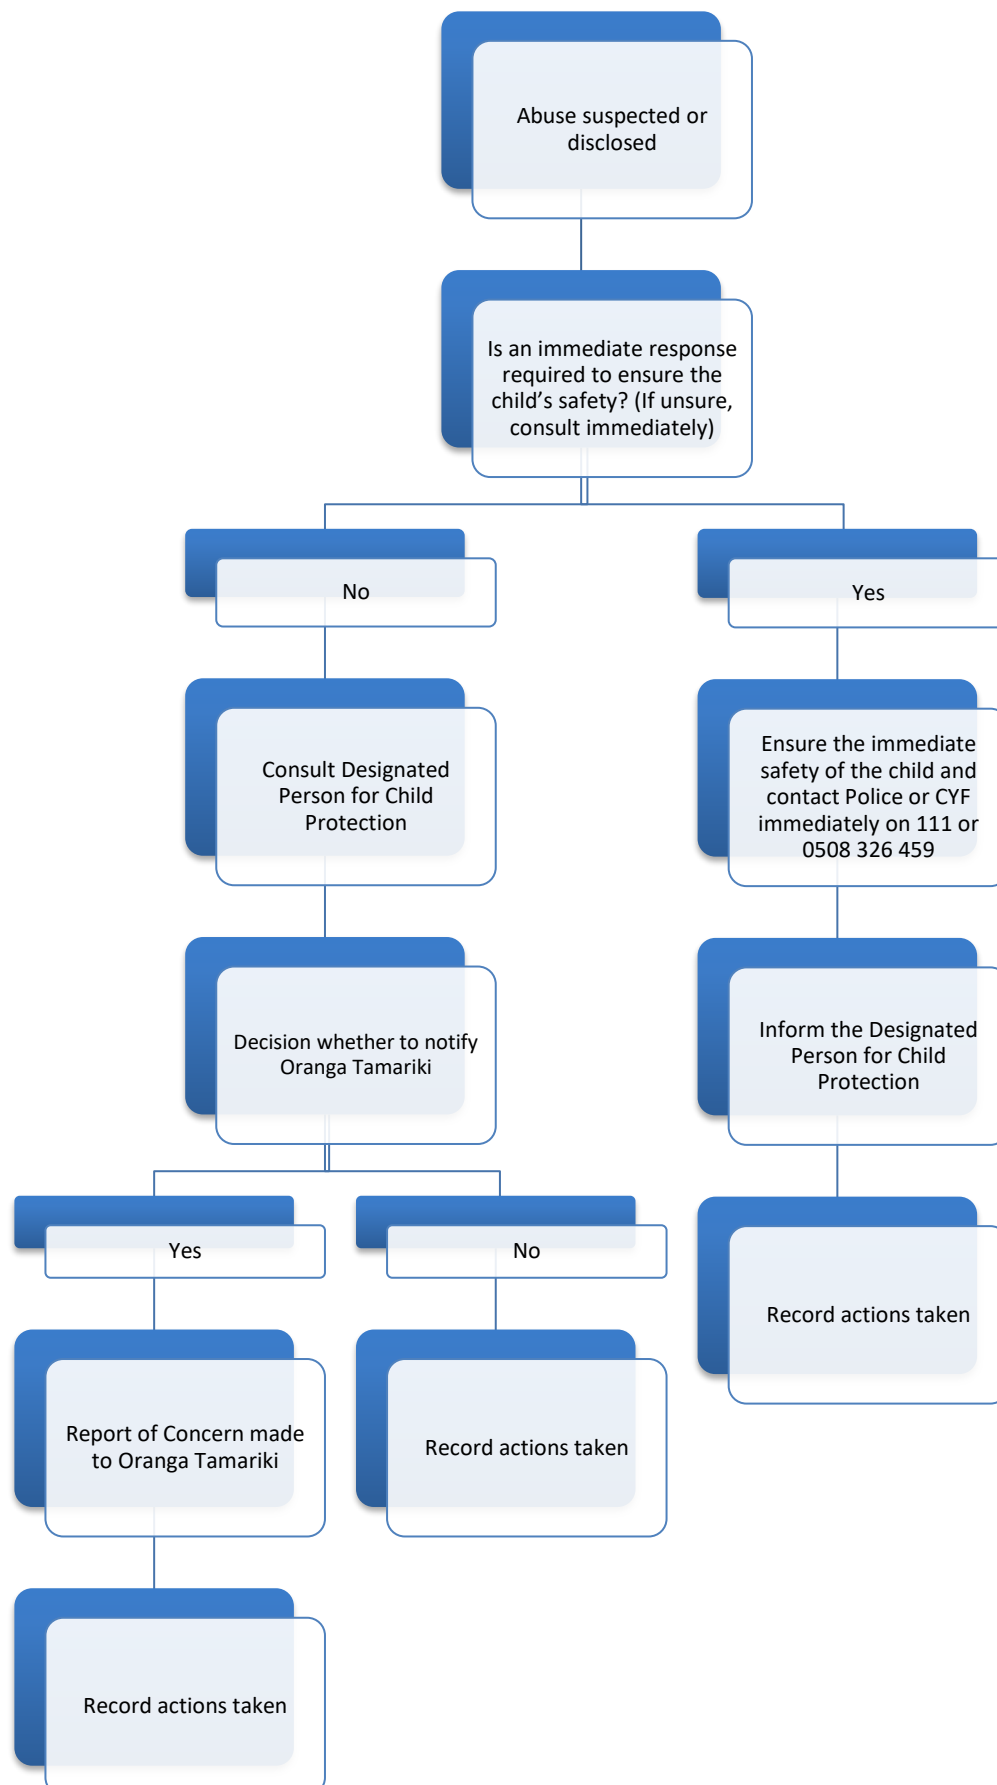 Abuse suspected or
disclosed
Is an immediate response
required to ensure the
child’s safety? (If unsure,
consult immediately)
No
Yes
Consult Designated
Person for Child
Protection
Ensure the immediate
safety of the child and
contact Police or CYF
immediately on 111 or
0508 326 459
Decision whether to notify
Oranga Tamariki
Inform the Designated
Person for Child
Protection
Yes
No
Record actions taken
Report of Concern made
to Oranga Tamariki
Record actions taken
Record actions taken